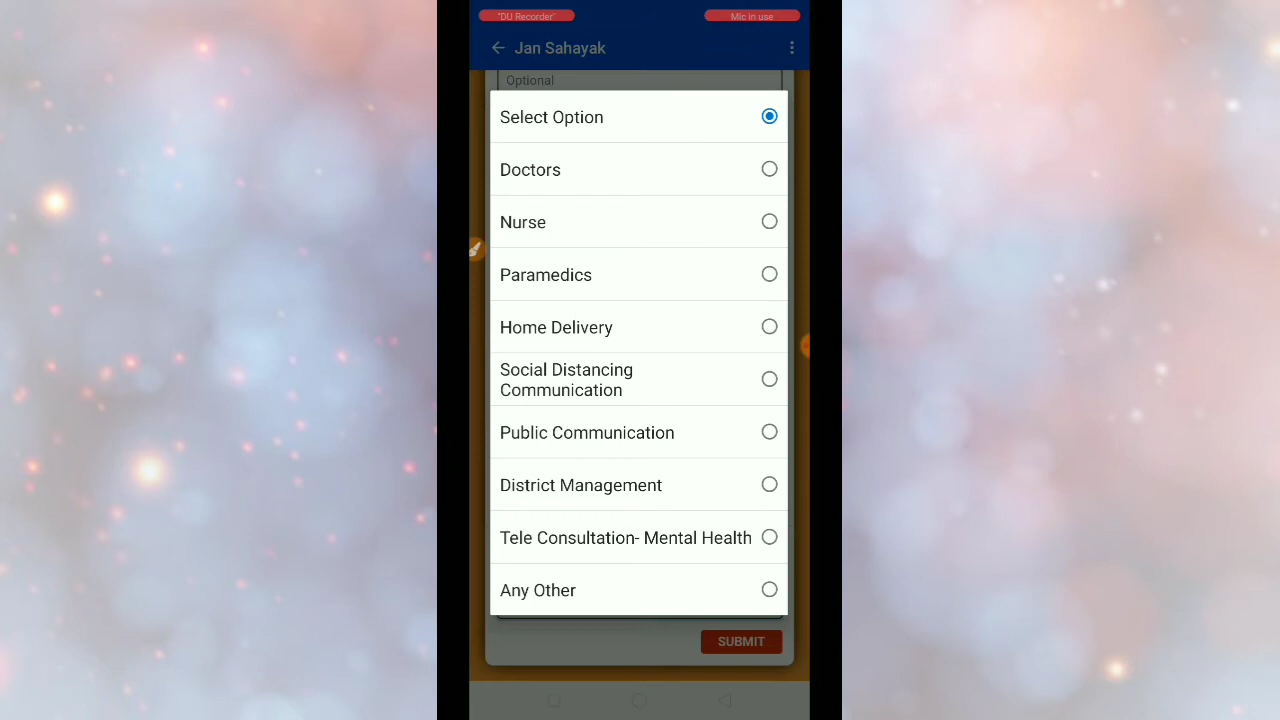 "DU Recorder"
Mic in use
Jan Sahayak
Optional
Select Option
Doctors
Nurse
Paramedics
Home Delivery
Social Distancing
Communication
Public Communication
District Management
Tele Consultation- Mental Health
Any Other
SUBMIT